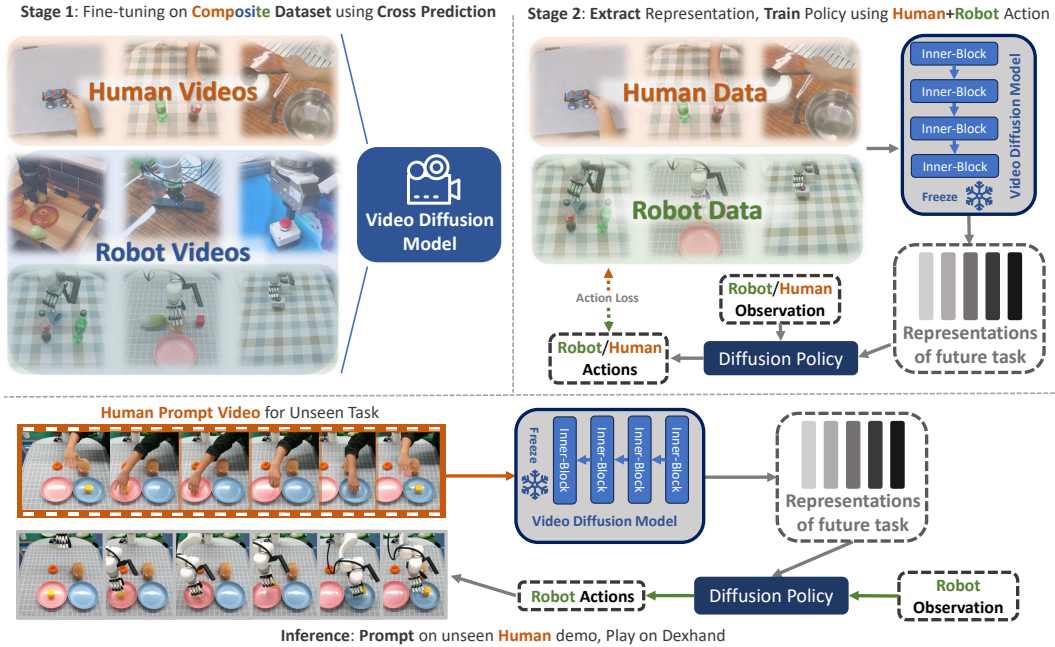 Stage 1: Fine-tuning on Composite Dataset using Cross Prediction
Human Videos
Robot Videos
Video Diffusion
Model
Stage 2: Extract Representation, Train Policy using Human+Robot Action
Human Data
Robot Data
Inner-Block
Inner-Block
Inner-Block
Inner-Block
Freeze
Video Diffusion Model
Action Loss
Robot/Human
Observation
Robot/Human
Actions
Diffusion Policy
Representations
of future task
Human Prompt Video for Unseen Task
Freeze
Inner-Block
Inner-Block
Inner-Block
Inner-Block
Video Diffusion Model
Representations
of future task
Robot Actions
Diffusion Policy
Robot
Observation
Inference: Prompt on unseen Human demo, Play on Dexhand